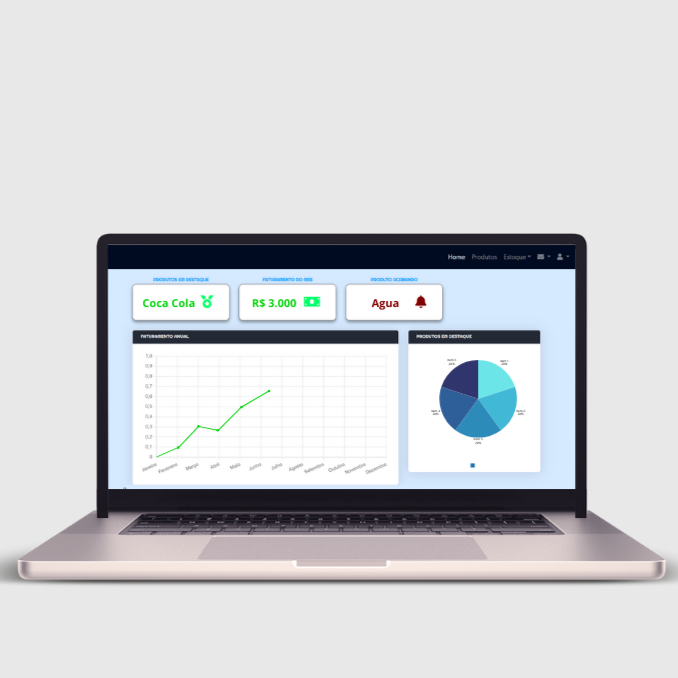 Home Produtos Estoque
PRODUTOS EM DESTAQUE
FATURAMENTO DO MES
PRODUTO ACABANDO
Coca Cola
R$ 3.000
Agua
FATURAMENTO ANUAL
PRODUTOS EM DESTAQUE
1,0
0,9
0,8
0,7
0,6
0,5
0,4
0,3
0,2
0,1
0
Janeiro
Fevereiro
Março
Abril
Maio
Junho
Julho
Agosto
Setembro
Outubro
Novembro
Dezembro